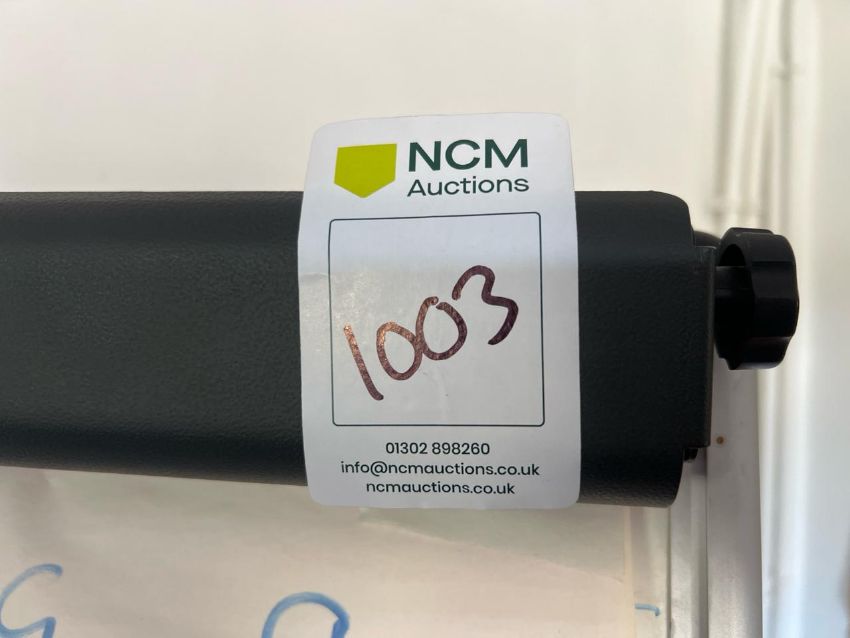 NCM
Auctions
1003
01302 898260
info@ncmauctions.co.uk
ncmauctions.co.uk